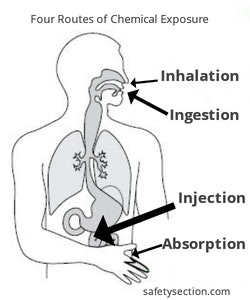 Four Routes of Chemical Exposure
Inhalation
Ingestion
Injection
Absorption
safetysection.com